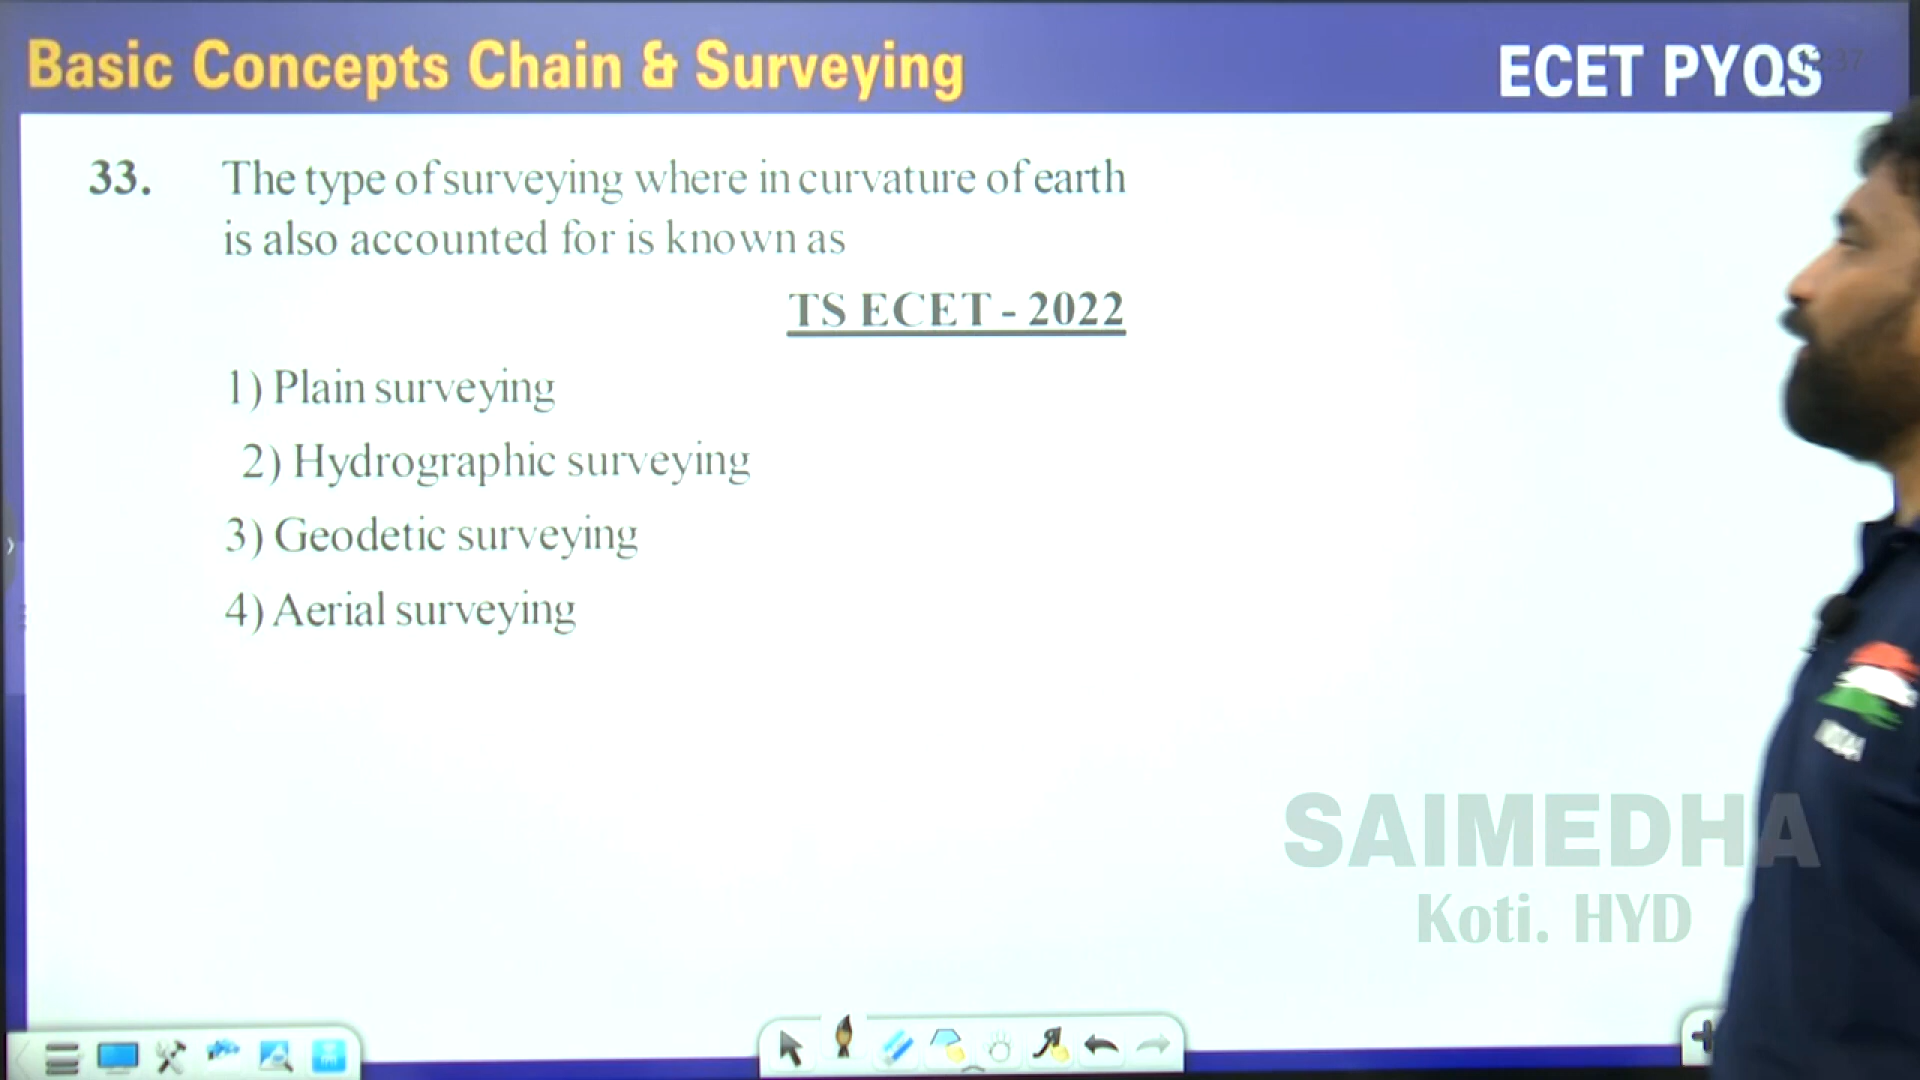 Basic Concepts Chain & Surveying
ECET PYQS
33. The type of surveying where in curvature of earth
is also accounted for is known as
TS ECET - 2022
1) Plain surveying
2) Hydrographic surveying
3) Geodetic surveying
4) Aerial surveying
SAIMEDHA
Koti. HYD